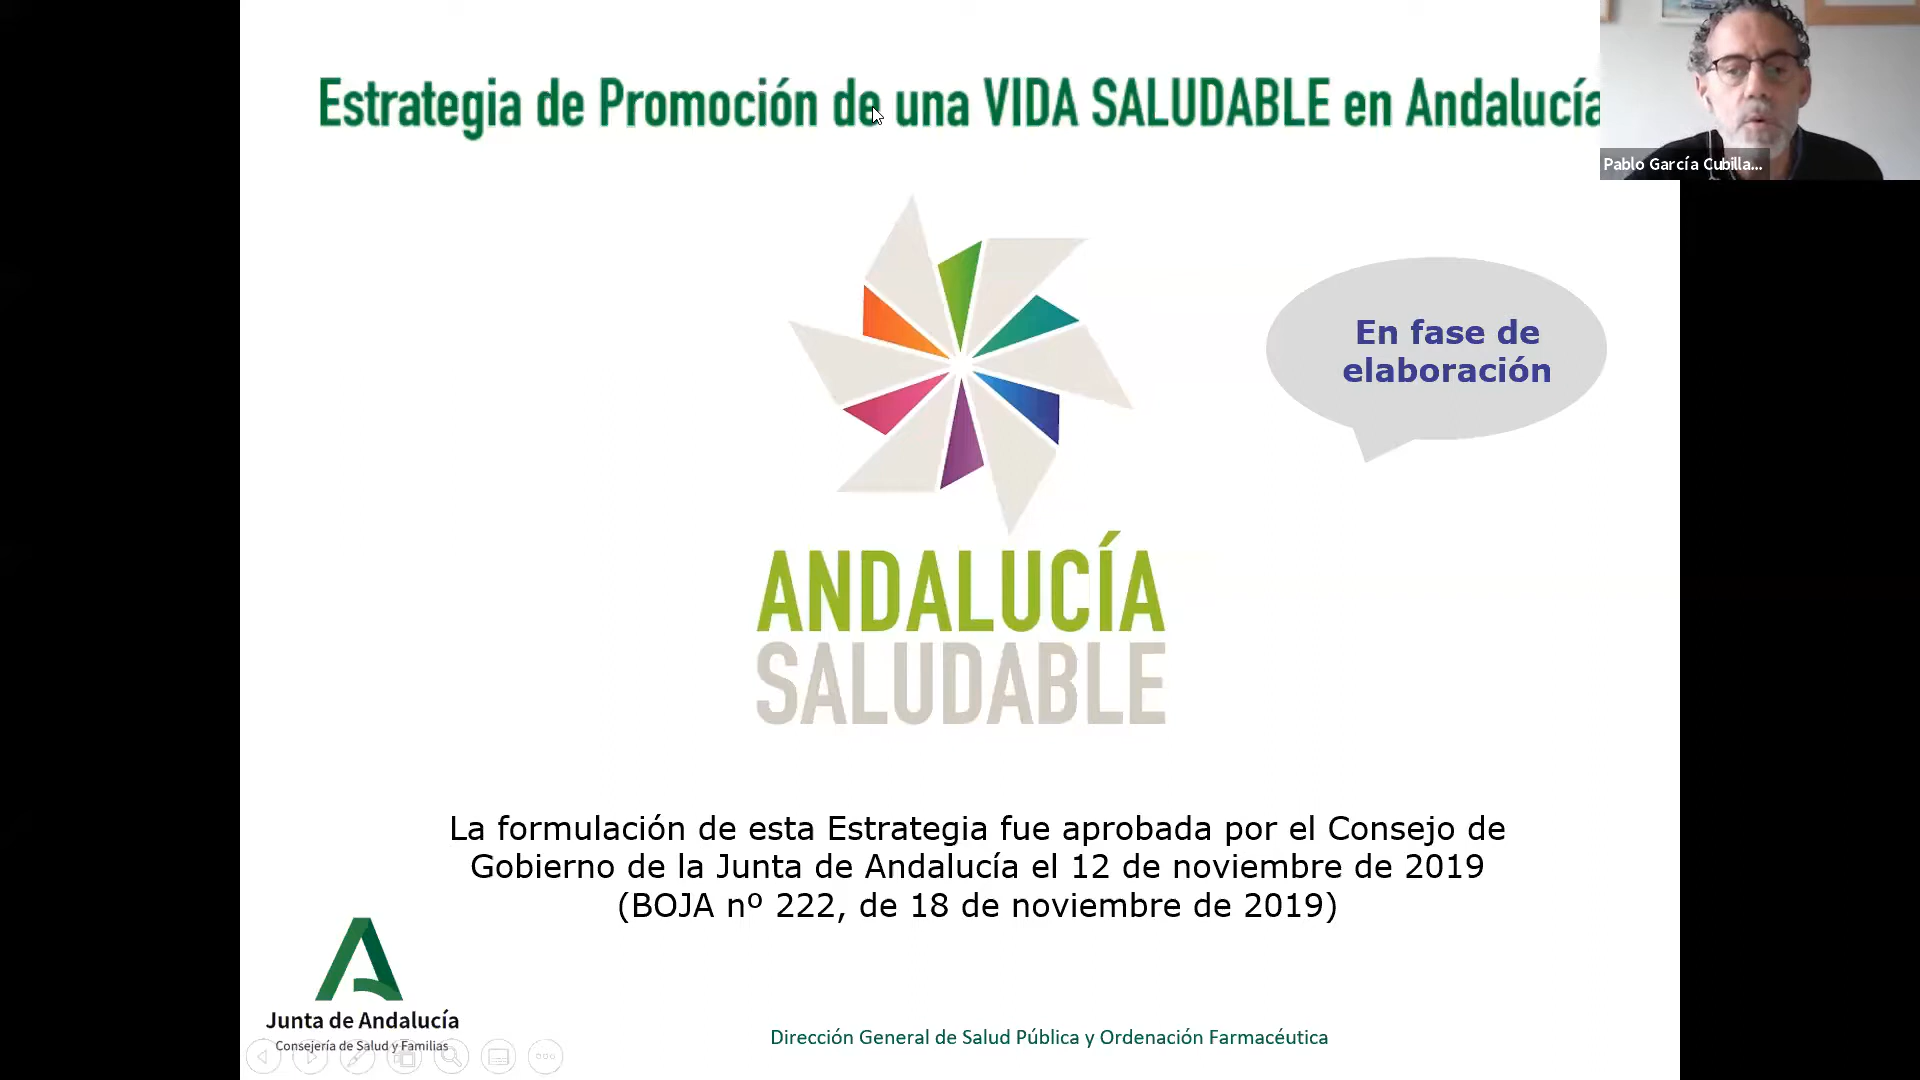 Estrategia de Promoción de una VIDA SALUDABLE en Andalucía
Pablo García Cubilla...
En fase de
elaboración
ANDALUCÍA
SALUDABLE
La formulación de esta Estrategia fue aprobada por el Consejo de
Gobierno de la Junta de Andalucía el 12 de noviembre de 2019
(BOJA nº 222, de 18 de noviembre de 2019)
Junta de Andalucía
Consejería de Salud y Familias
Dirección General de Salud Pública y Ordenación Farmacéutica